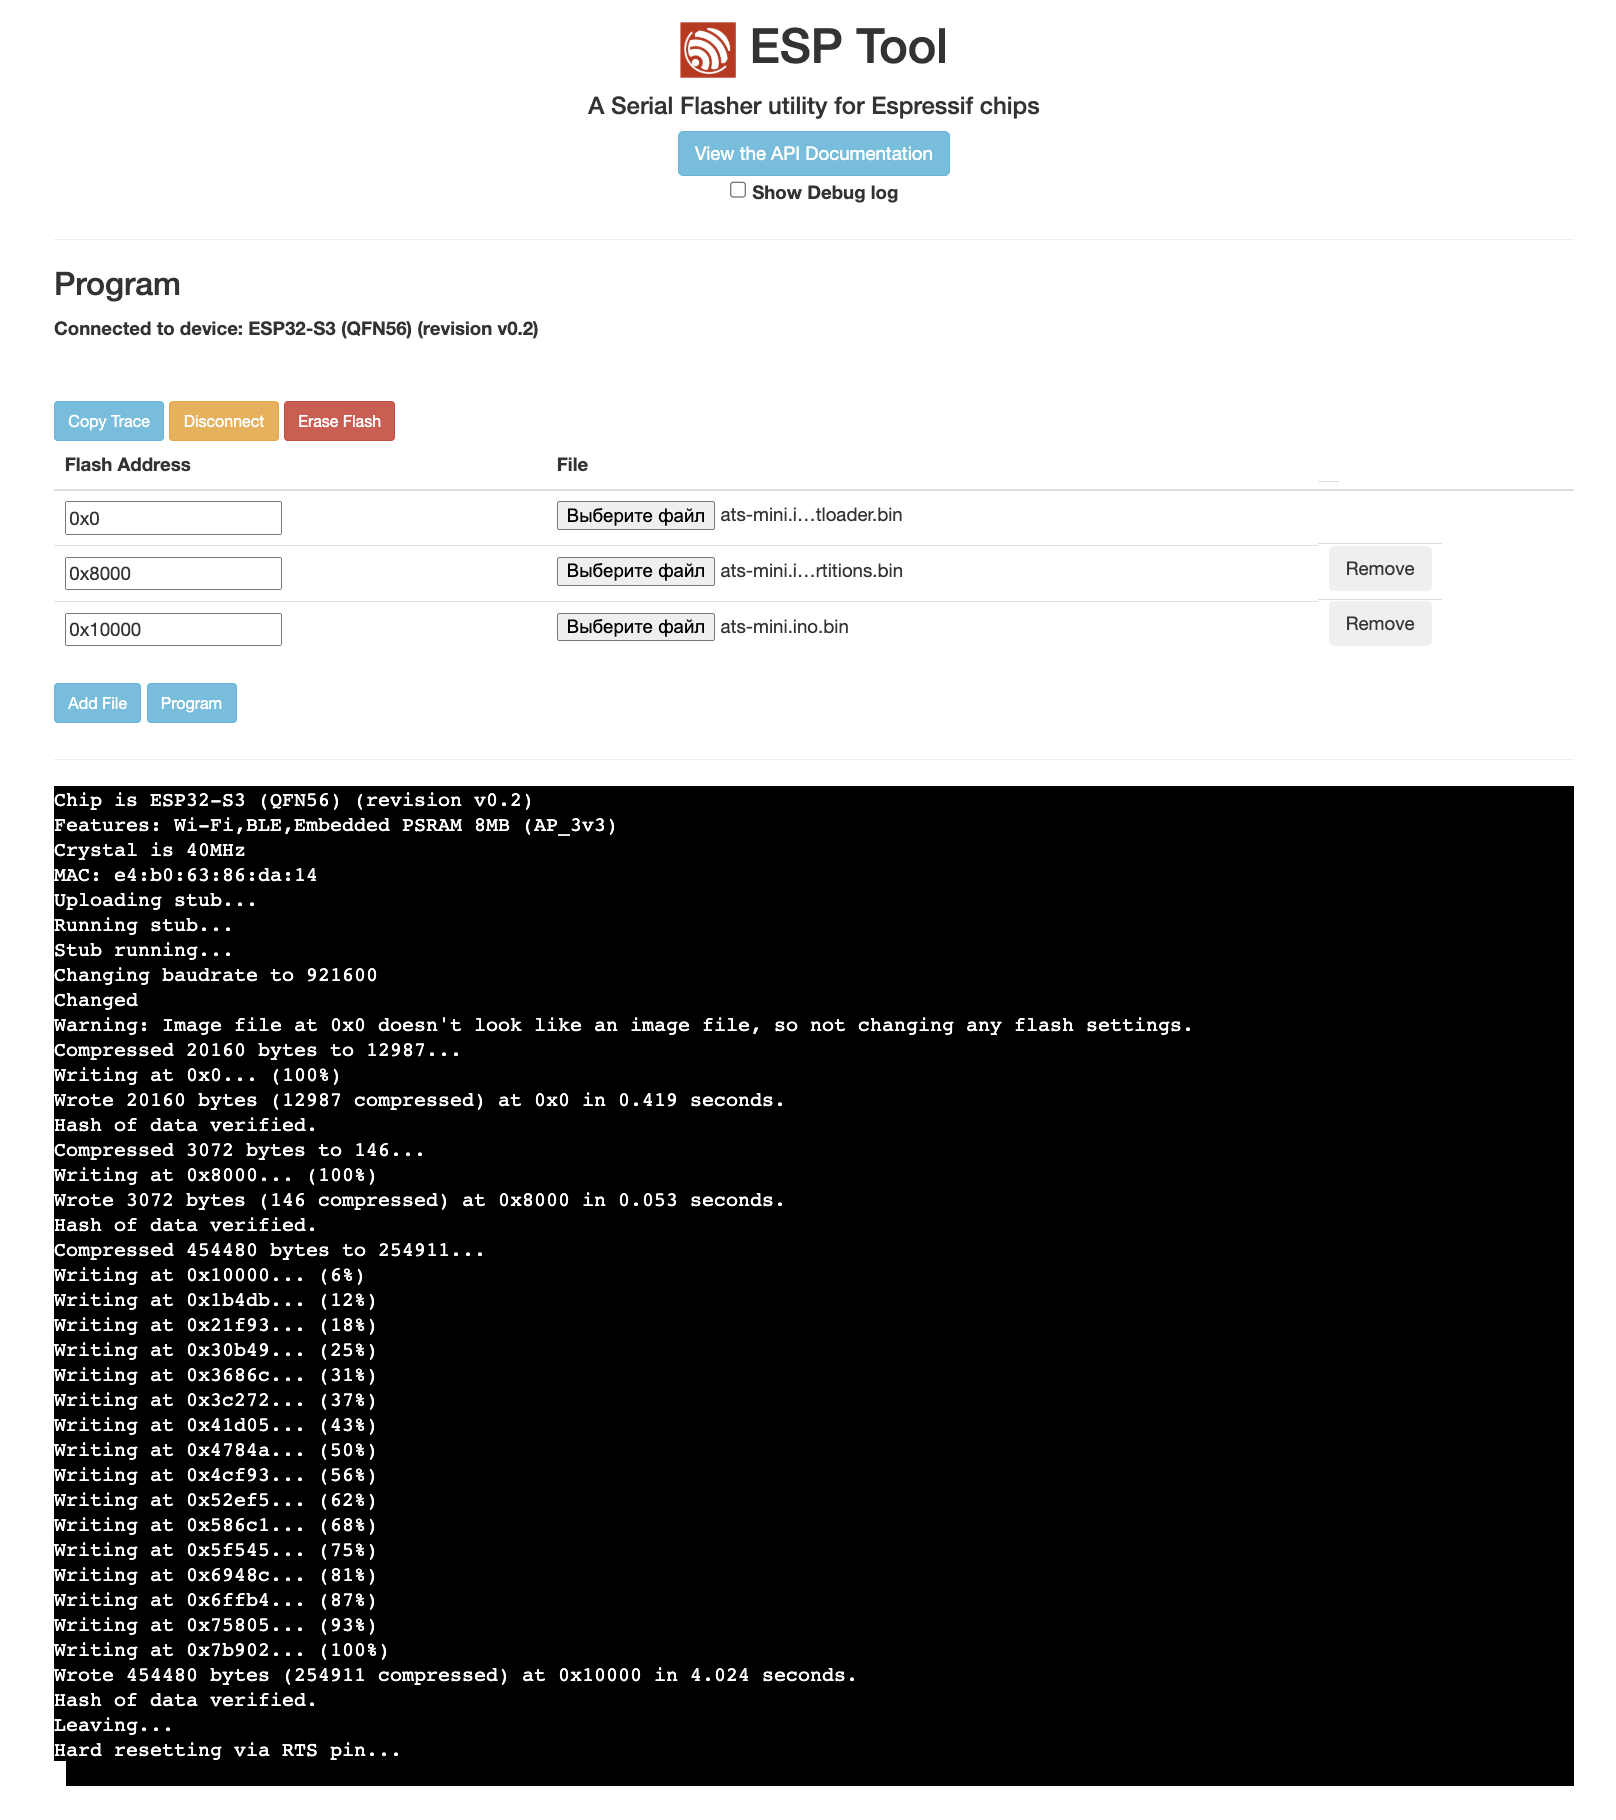 ESP Tool
A Serial Flasher utility for Espressif chips
View the API Documentation
Show Debug log
Program
Connected to device: ESP32-S3 (QFN56) (revision v0.2)
Copy Trace Disconnect Erase Flash
Flash Address File
0x0 Выберите файл ats-mini.i…tloader.bin
0x8000 Выберите файл ats-mini.i…rtitions.bin Remove
0x10000 Выберите файл ats-mini.ino.bin Remove
Add File Program
Chip is ESP32-S3 (QFN56) (revision v0.2)
Features: Wi-Fi,BLE,Embedded PSRAM 8MB (AP_3v3)
Crystal is 40MHz
MAC: e4:b0:63:86:da:14
Uploading stub...
Running stub...
Stub running...
Changing baudrate to 921600
Changed
Warning: Image file at 0x0 doesn't look like an image file, so not changing any flash settings.
Compressed 20160 bytes to 12987...
Writing at 0x0... (100%)
Wrote 20160 bytes (12987 compressed) at 0x0 in 0.419 seconds.
Hash of data verified.
Compressed 3072 bytes to 146...
Writing at 0x8000... (100%)
Wrote 3072 bytes (146 compressed) at 0x8000 in 0.053 seconds.
Hash of data verified.
Compressed 454480 bytes to 254911...
Writing at 0x10000... (6%)
Writing at 0x1b4db... (12%)
Writing at 0x21f93... (18%)
Writing at 0x30b49... (25%)
Writing at 0x3686c... (31%)
Writing at 0x3c272... (37%)
Writing at 0x41d05... (43%)
Writing at 0x4784a... (50%)
Writing at 0x4cf93... (56%)
Writing at 0x52ef5... (62%)
Writing at 0x586c1... (68%)
Writing at 0x5f545... (75%)
Writing at 0x6948c... (81%)
Writing at 0x6ffb4... (87%)
Writing at 0x75805... (93%)
Writing at 0x7b902... (100%)
Wrote 454480 bytes (254911 compressed) at 0x10000 in 4.024 seconds.
Hash of data verified.
Leaving...
Hard resetting via RTS pin...